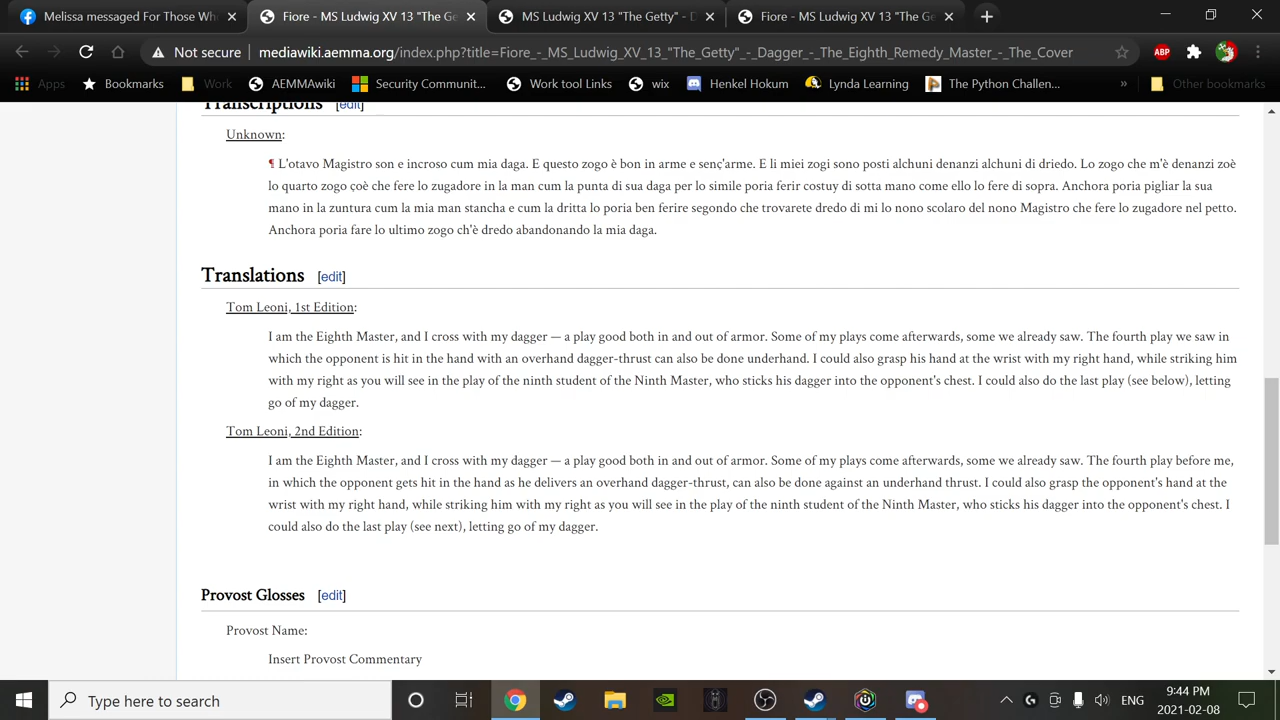 Melissa messaged For Those Wh
Fiore - MS Ludwig XV 13 "The Ge
MS Ludwig XV 13 "The Getty" - D
Fiore - MS Ludwig XV 13 "The Ge
Not secure
mediawiki.aemma.org/index.php?title=Fiore_-_MS_Ludwig_XV_13_"The_Getty"_-_Dagger_-_The_Eighth_Remedy_Master_-_The_Cover
ABP
Apps
Bookmarks
Work
AEMMAwiki
Security Communit...
Work tool Links
wix
Henkel Hokum
Lynda Learning
The Python Challen...
»
Other bookmarks
Transcriptions [edit]
Unknown:
¶ L'otavo Magistro son e incroso cum mia daga. E questo zogo è bon in arme e senç'arme. E li miei zogi sono posti alchuni denanzi alchuni di driedo. Lo zogo che m'è denanzi zoè
lo quarto zogo çoè che fere lo zugadore in la man cum la punta di sua daga per lo simile poria ferir costuy di sotta mano come ello lo fere di sopra. Anchora poria pigliar la sua
mano in la zuntura cum la mia man stancha e cum la dritta lo poria ben ferire segondo che trovarete dredo di mi lo nono scolaro del nono Magistro che fere lo zugadore nel petto.
Anchora poria fare lo ultimo zogo ch'è dredo abandonando la mia daga.
Translations [edit]
Tom Leoni, 1st Edition:
I am the Eighth Master, and I cross with my dagger — a play good both in and out of armor. Some of my plays come afterwards, some we already saw. The fourth play we saw in
which the opponent is hit in the hand with an overhand dagger-thrust can also be done underhand. I could also grasp his hand at the wrist with my right hand, while striking him
with my right as you will see in the play of the ninth student of the Ninth Master, who sticks his dagger into the opponent's chest. I could also do the last play (see below), letting
go of my dagger.
Tom Leoni, 2nd Edition:
I am the Eighth Master, and I cross with my dagger — a play good both in and out of armor. Some of my plays come afterwards, some we already saw. The fourth play before me,
in which the opponent gets hit in the hand as he delivers an overhand dagger-thrust, can also be done against an underhand thrust. I could also grasp the opponent's hand at the
wrist with my right hand, while striking him with my right as you will see in the play of the ninth student of the Ninth Master, who sticks his dagger into the opponent's chest. I
could also do the last play (see next), letting go of my dagger.
Provost Glosses [edit]
Provost Name:
Insert Provost Commentary
Type here to search
ENG
9:44 PM
2021-02-08